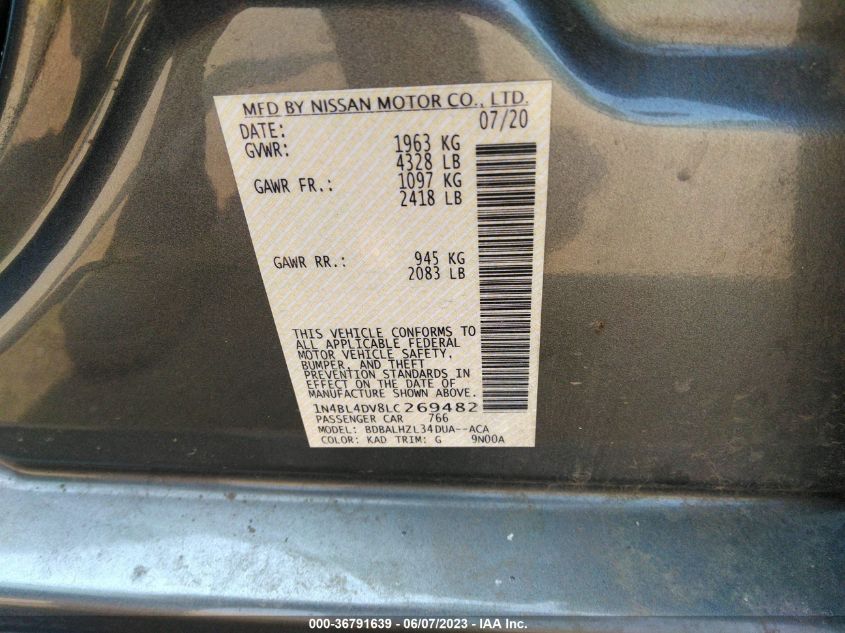 MFD BY NISSAN MOTOR CO., LTD.
DATE: 07/20
GVWR: 1963 KG
4328 LB
GAWR FR.: 1097 KG
2418 LB
GAWR RR.: 945 KG
2083 LB
THIS VEHICLE CONFORMS TO
ALL APPLICABLE FEDERAL
MOTOR VEHICLE SAFETY,
BUMPER, AND THEFT
PREVENTION STANDARDS IN
EFFECT ON THE DATE OF
MANUFACTURE SHOWN ABOVE.
1N4BL4DV8LC269482
PASSENGER CAR 766
MODEL: BDBALHZL34DUA--ACA
COLOR: KAD TRIM: G 9N00A
000-36791639 - 06/07/2023 - IAA Inc.